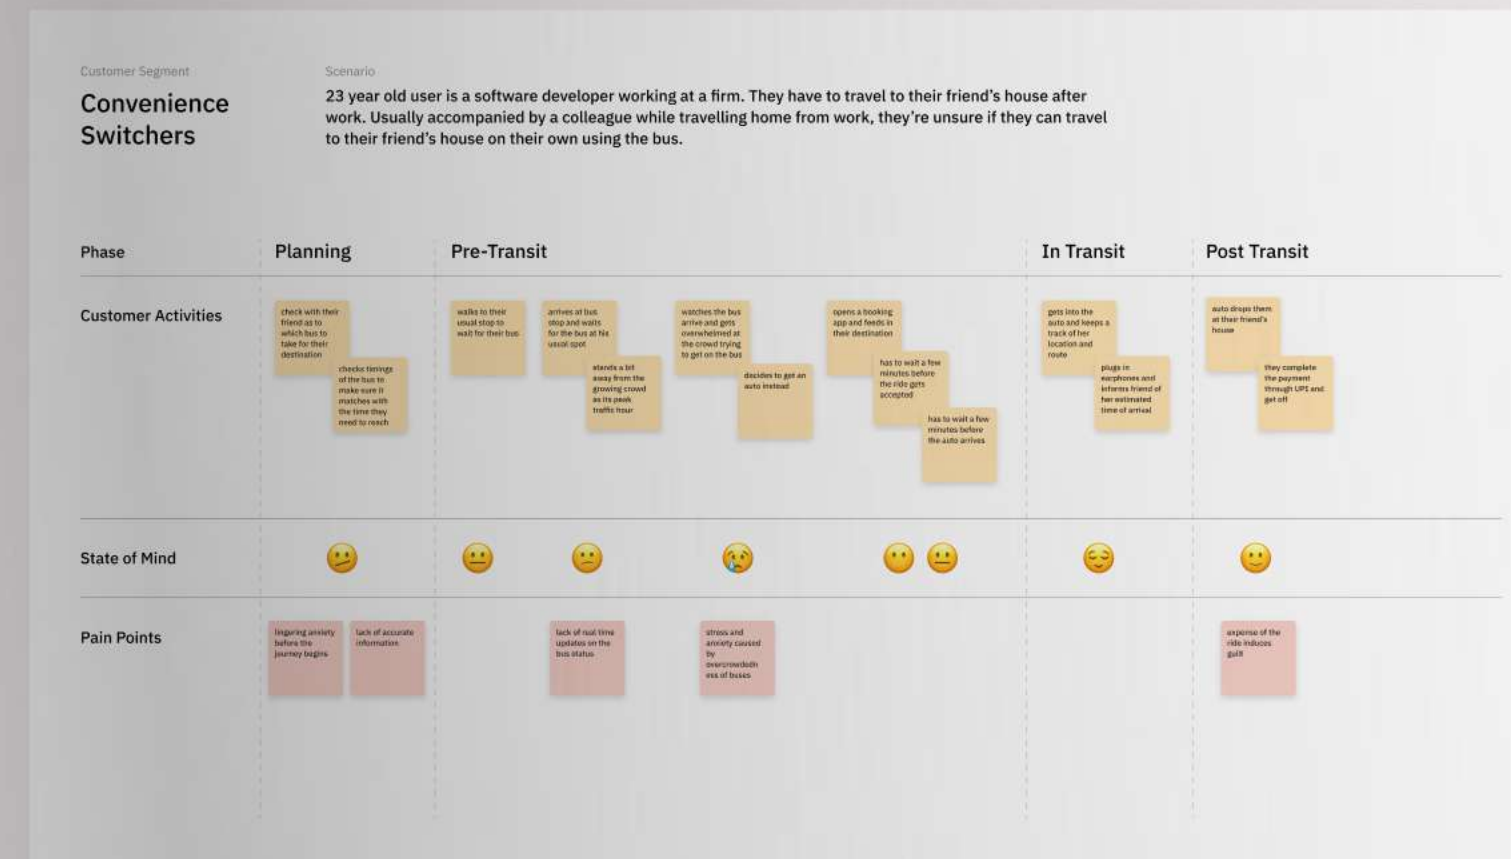 Customer Segment
Convenience
Switchers
Scenario
23 year old user is a software developer working at a firm. They have to travel to their friend's house after
work. Usually accompanied by a colleague while travelling home from work, they're unsure if they can travel
to their friend's house on their own using the bus.
Phase
Planning
Pre-Transit
In Transit
Post Transit
Customer Activities
check with their
friend as to
which bus to
take for their
destination
checks timings
of the bus to
make sure it
matches with
the time they
need to reach
walks to their
usual stop to
wait for their bus
arrives at bus
stop and waits
for the bus at his
usual spot
stands a bit
away from the
growing crowd
as its peak
traffic hour
watches the bus
arrive and gets
overwhelmed at
the crowd trying
to get on the bus
decides to get an
auto instead
opens a booking
app and feeds in
their destination
has to wait a few
minutes before
the ride gets
accepted
has to wait a few
minutes before
the auto arrives
gets into the
auto and keeps a
track of her
location and
route
plugs in
earphones and
informs friend of
her estimated
time of arrival
auto drops them
at their friend's
house
they complete
the payment
through UPI and
get off
State of Mind
Pain Points
lingering anxiety
before the
journey begins
lack of accurate
information
lack of real time
updates on the
bus status
stress and
anxiety caused
by
overcrowdedn
ess of buses
expense of the
ride induces
guilt